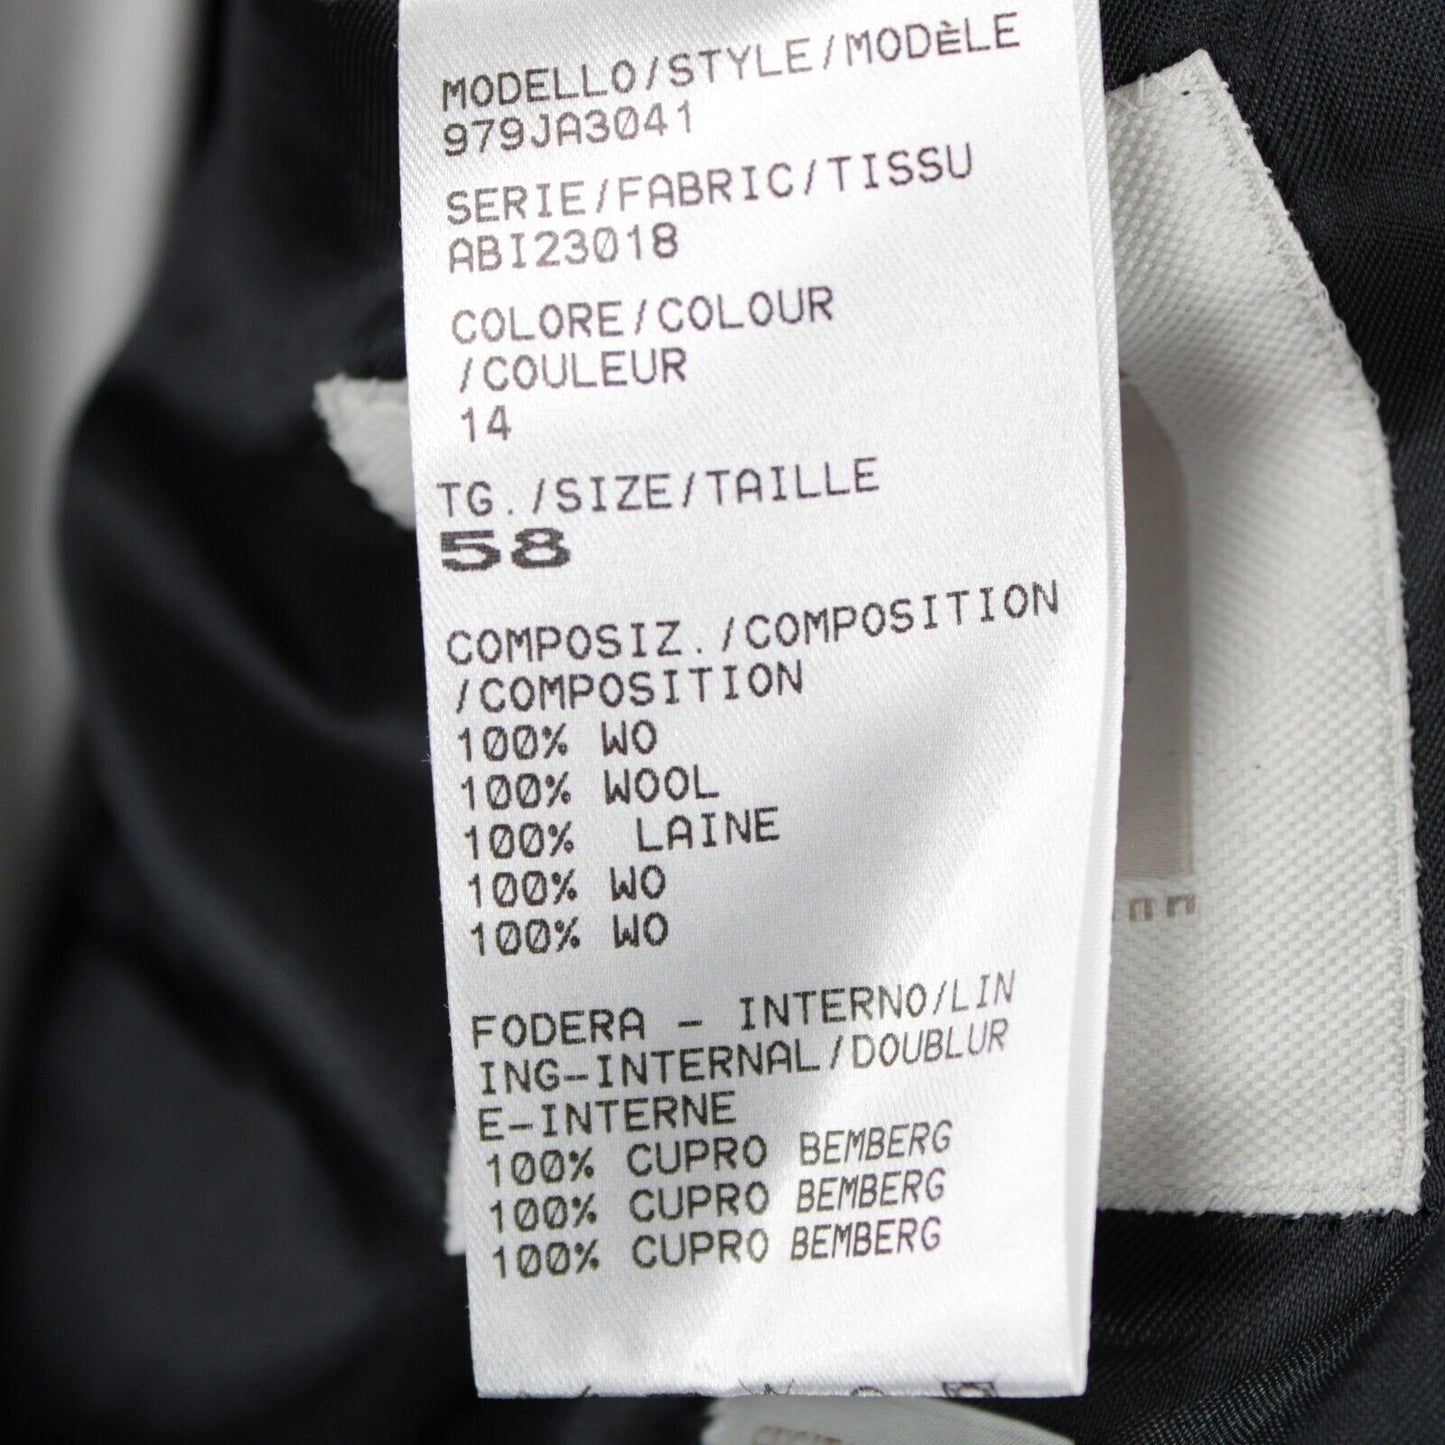 MODELLO/STYLE/MODÈLE
979JA3041
SERIE/FABRIC/TISSU
ABI23018
COLORE/COLOUR
/COULEUR
14
TG./SIZE/TAILLE
58
COMPOSIZ./COMPOSITION
/COMPOSITION
100% WO
100% WOOL
100% LAINE
100% WO
100% WO
FODERA - INTERNO/LIN
ING-INTERNAL/DOUBLUR
E-INTERNE
100% CUPRO BEMBERG
100% CUPRO BEMBERG
100% CUPRO BEMBERG